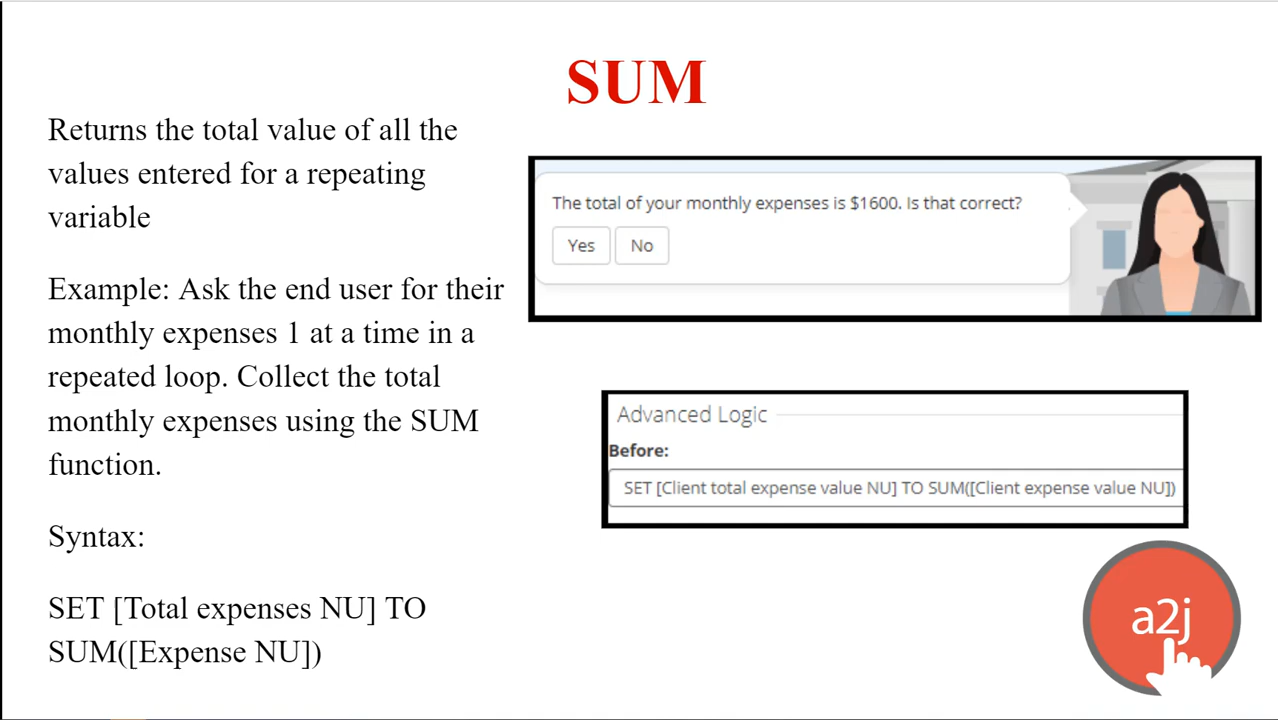 SUM
Returns the total value of all the
values entered for a repeating
variable
Example: Ask the end user for their
monthly expenses 1 at a time in a
repeated loop. Collect the total
monthly expenses using the SUM
function.
Syntax:
SET [Total expenses NU] TO
SUM([Expense NU])
The total of your monthly expenses is $1600. Is that correct?
Yes No
Advanced Logic
Before:
SET [Client total expense value NU] TO SUM([Client expense value NU])
a2j